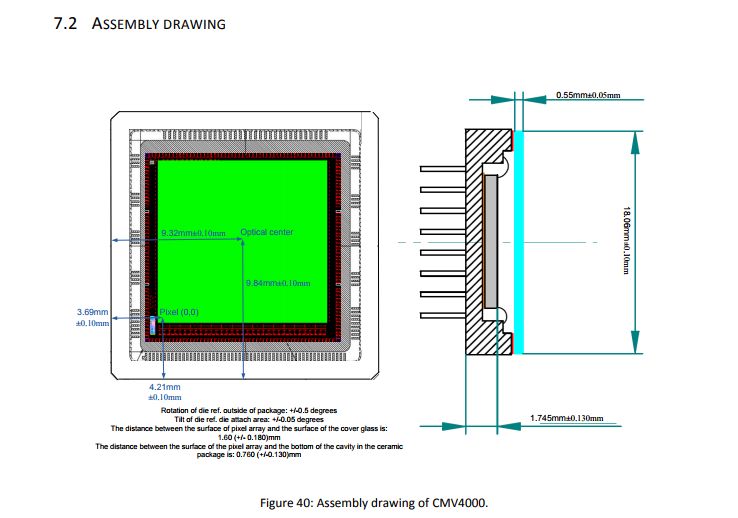 7.2 ASSEMBLY DRAWING
0.55mm±0.05mm
9.32mm±0.10mm Optical center
18.06mm±0.10mm
9.84mm±0.10mm
3.69mm
±0.10mm
Pixel (0,0)
4.21mm
±0.10mm
1.745mm±0.130mm
Rotation of die ref. outside of package: +/-0.5 degrees
Tilt of die ref. die attach area: +/-0.05 degrees
The distance between the surface of pixel array and the surface of the cover glass is:
1.60 (+/- 0.180)mm
The distance between the surface of the pixel array and the bottom of the cavity in the ceramic
package is: 0.760 (+/-0.130)mm
Figure 40: Assembly drawing of CMV4000.